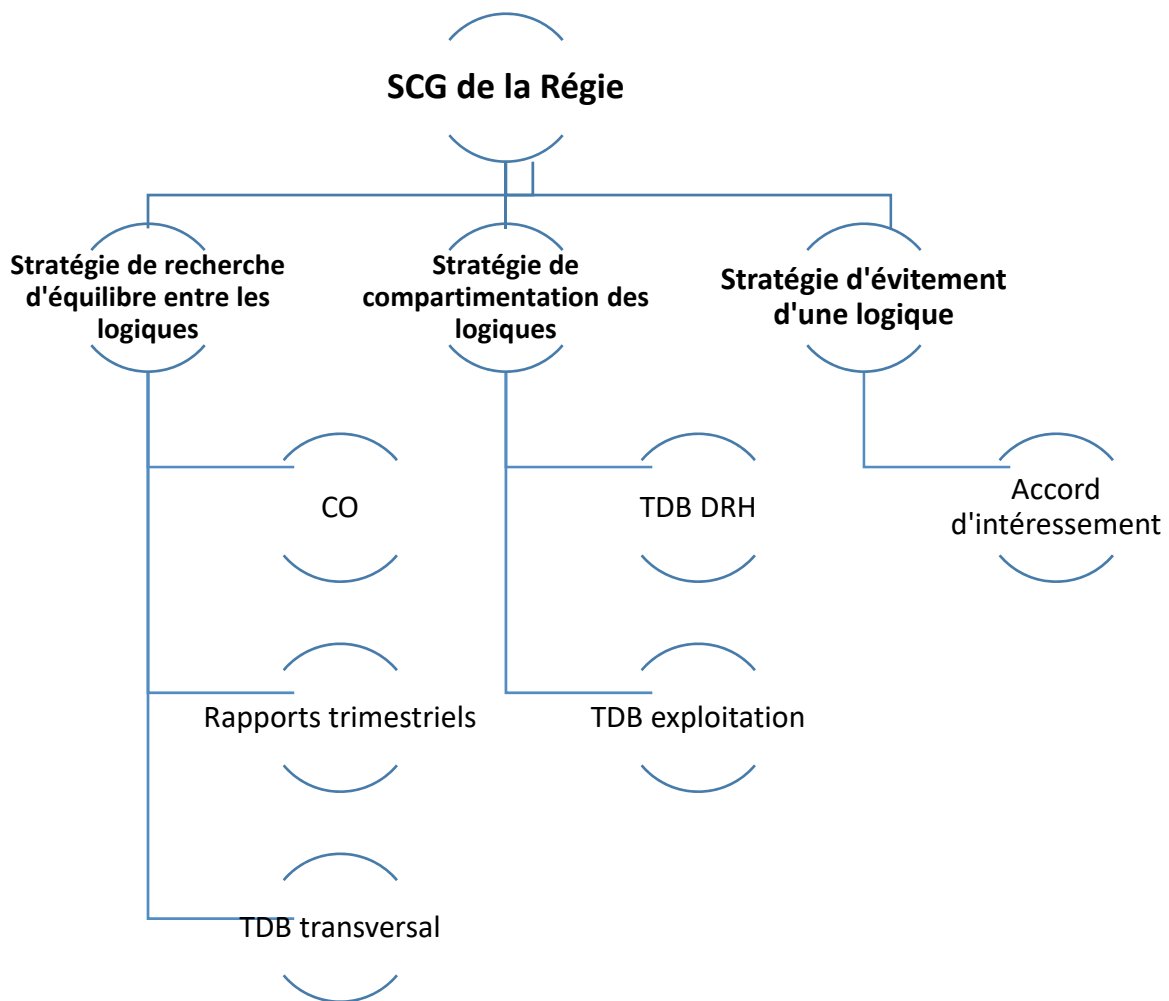 SCG de la Régie
Stratégie de recherche
d'équilibre entre les
logiques
Stratégie de
compartimentation des
logiques
Stratégie d'évitement
d'une logique
CO
TDB DRH
Accord
d'intéressement
Rapports trimestriels
TDB exploitation
TDB transversal